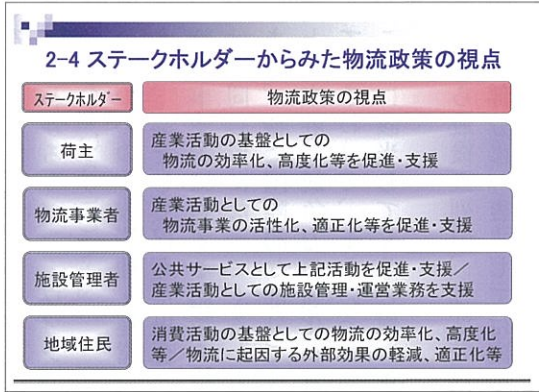 2-4 ステークホルダーからみた物流政策の視点
ステークホルダー
物流政策の視点
荷主
産業活動の基盤としての
物流の効率化、高度化等を促進・支援
物流事業者
産業活動としての
物流事業の活性化、適正化等を促進・支援
施設管理者
公共サービスとして上記活動を促進・支援／
産業活動としての施設管理・運営業務を支援
地域住民
消費活動の基盤としての物流の効率化、高度化
等／物流に起因する外部効果の軽減、適正化等